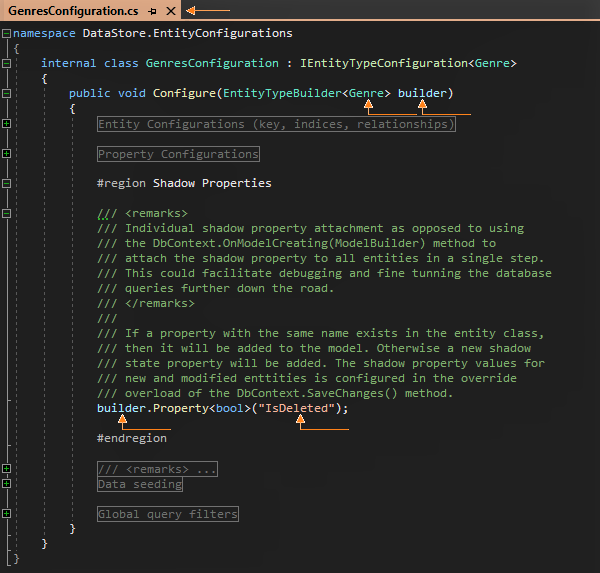 GenresConfiguration.cs
namespace DataStore.EntityConfigurations
{
internal class GenresConfiguration : IEntityTypeConfiguration<Genre>
{
public void Configure(EntityTypeBuilder<Genre> builder)
{
Entity Configurations (key, indices, relationships)
Property Configurations
#region Shadow Properties
/// <remarks>
/// Individual shadow property attachment as opposed to using
/// the DbContext.OnModelCreating(ModelBuilder) method to
/// attach the shadow property to all entities in a single step.
/// This could facilitate debugging and fine tunning the database
/// queries further down the road.
/// </remarks>
///
/// If a property with the same name exists in the entity class,
/// then it will be added to the model. Otherwise a new shadow
/// state property will be added. The shadow property values for
/// new and modified enttities is configured in the override
/// overload of the DbContext.SaveChanges() method.
builder.Property<bool>("IsDeleted");
#endregion
/// <remarks> ...
Data seeding
Global query filters
}
}
}